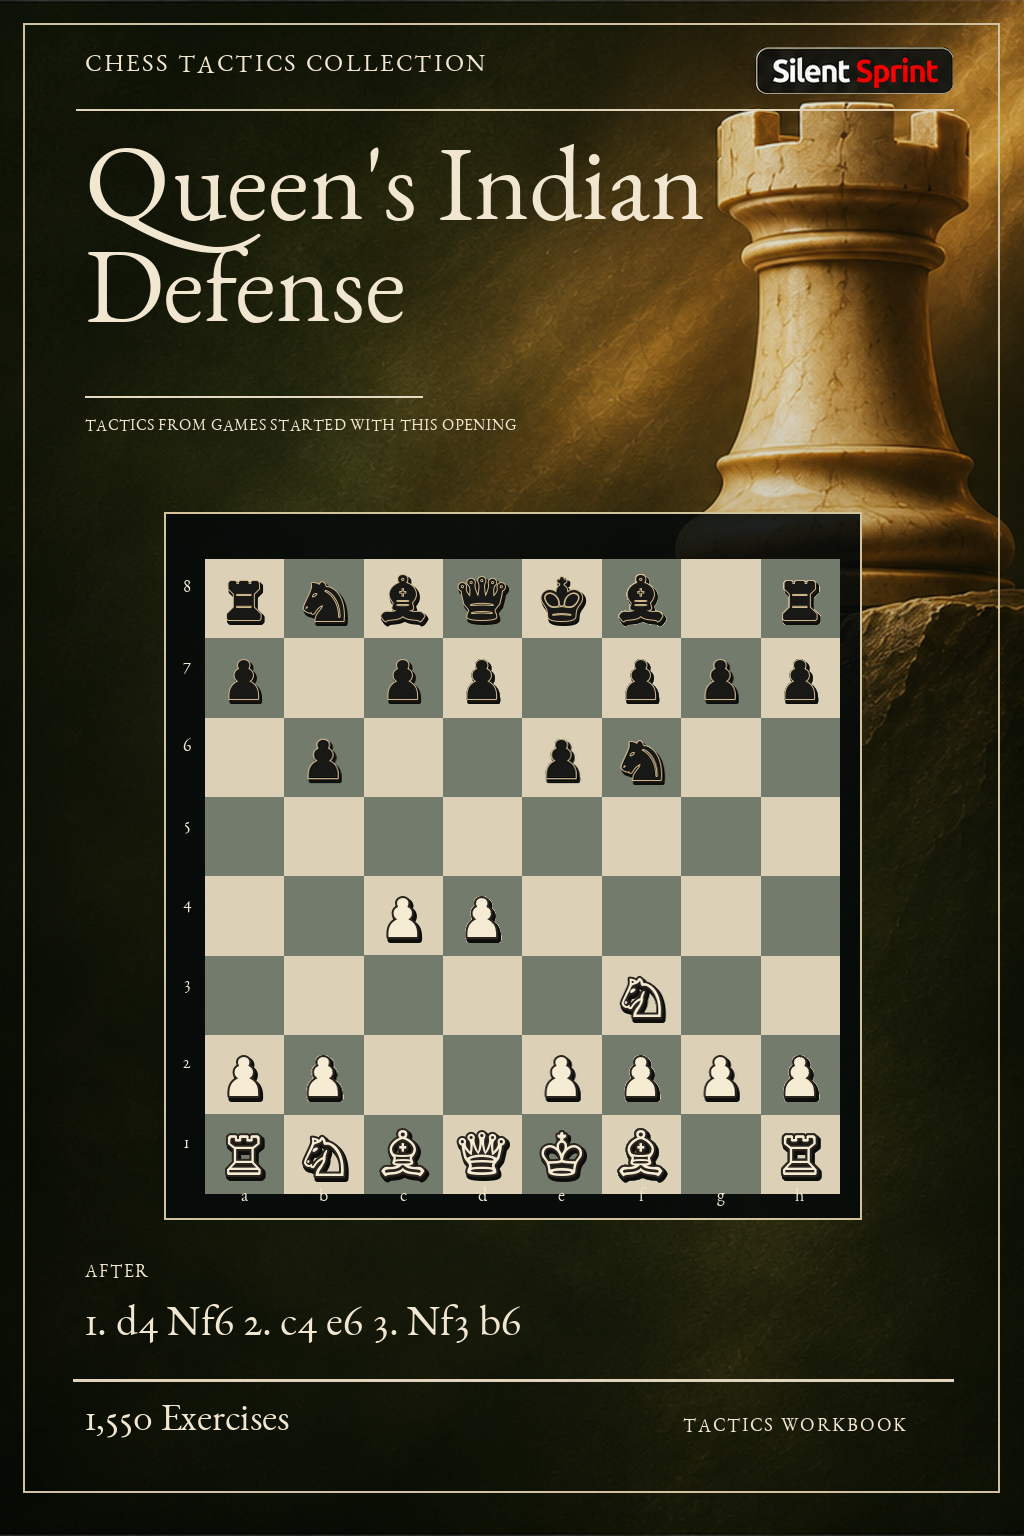 CHESS TACTICS COLLECTION
Silent Sprint
Queen's Indian
Defense
TACTICS FROM GAMES STARTED WITH THIS OPENING
8
7
6
5
4
3
2
1
a b c d e f g h
AFTER
1. d4 Nf6 2. c4 e6 3. Nf3 b6
1,550 Exercises
TACTICS WORKBOOK